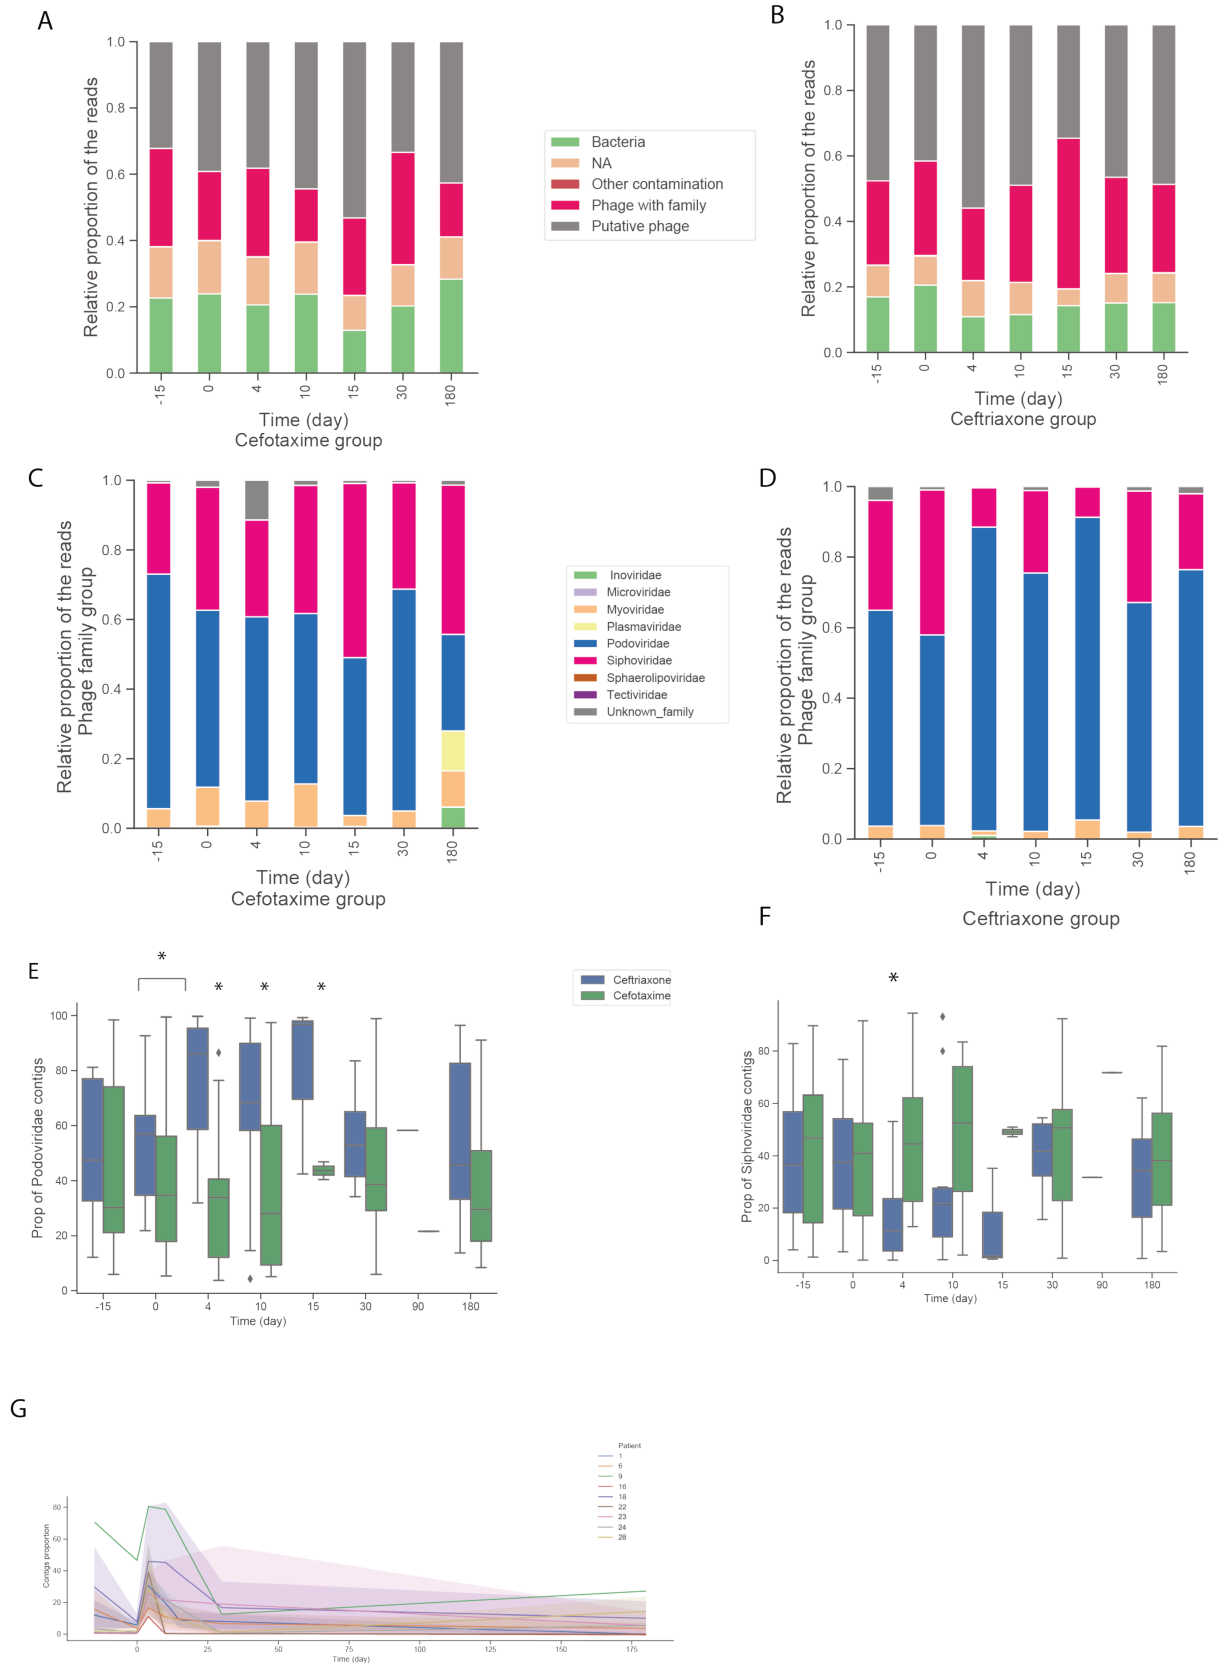 A
Relative proportion of the reads
1.0
0.8
0.6
0.4
0.2
0.0
-15
0
4
10
15
30
180
Time (day)
Cefotaxime group
Bacteria
NA
Other contamination
Phage with family
Putative phage
B
Relative proportion of the reads
1.0
0.8
0.6
0.4
0.2
0.0
-15
0
4
10
15
30
180
Time (day)
Ceftriaxone group
C
Relative proportion of the reads
Phage family group
1.0
0.8
0.6
0.4
0.2
0.0
-15
0
4
10
15
30
180
Time (day)
Cefotaxime group
Inoviridae
Microviridae
Myoviridae
Plasmaviridae
Podoviridae
Siphoviridae
Sphaerolipoviridae
Tectiviridae
Unknown_family
D
Relative proportion of the reads
Phage family group
1.0
0.8
0.6
0.4
0.2
0.0
-15
0
4
10
15
30
180
Time (day)
Ceftriaxone group
E
*
* * *
Prop of Podoviridae contigs
100
80
60
40
20
0
-15 0 4 10 15 30 90 180
Time (day)
Ceftriaxone
Cefotaxime
F
*
Prop of Siphoviridae contigs
80
60
40
20
0
-15 0 4 10 15 30 90 180
Time (day)
G
Patient
1
6
9
16
18
22
23
24
28
Contigs proportion
80
60
40
20
0
0 25 50 75 100 125 150 175
Time (day)